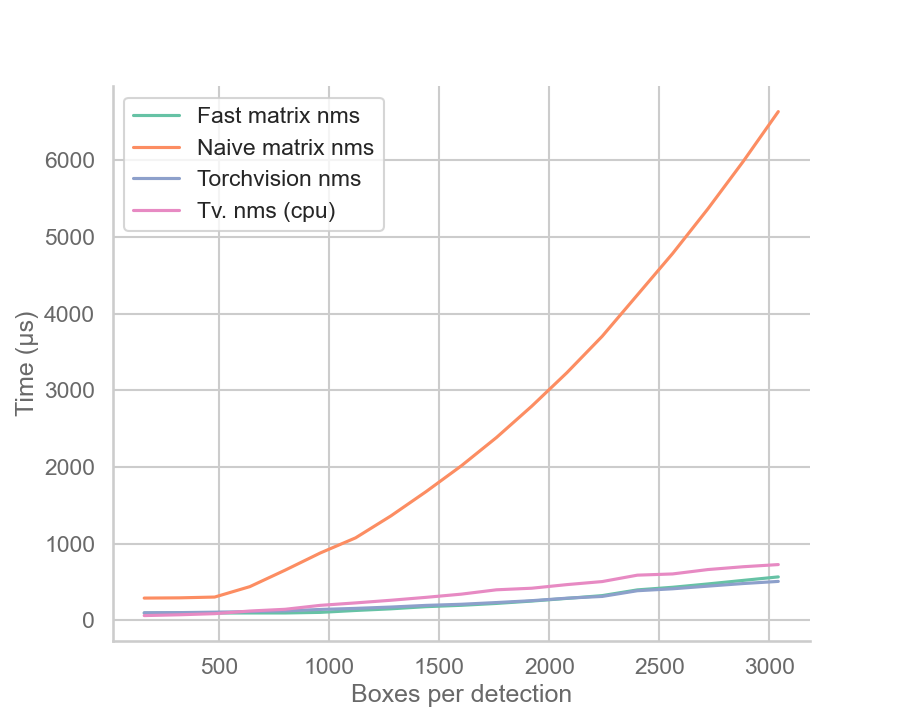 Fast matrix nms
Naive matrix nms
Torchvision nms
Tv. nms (cpu)
6000
5000
4000
3000
2000
1000
0
Time (μs)
500 1000 1500 2000 2500 3000
Boxes per detection